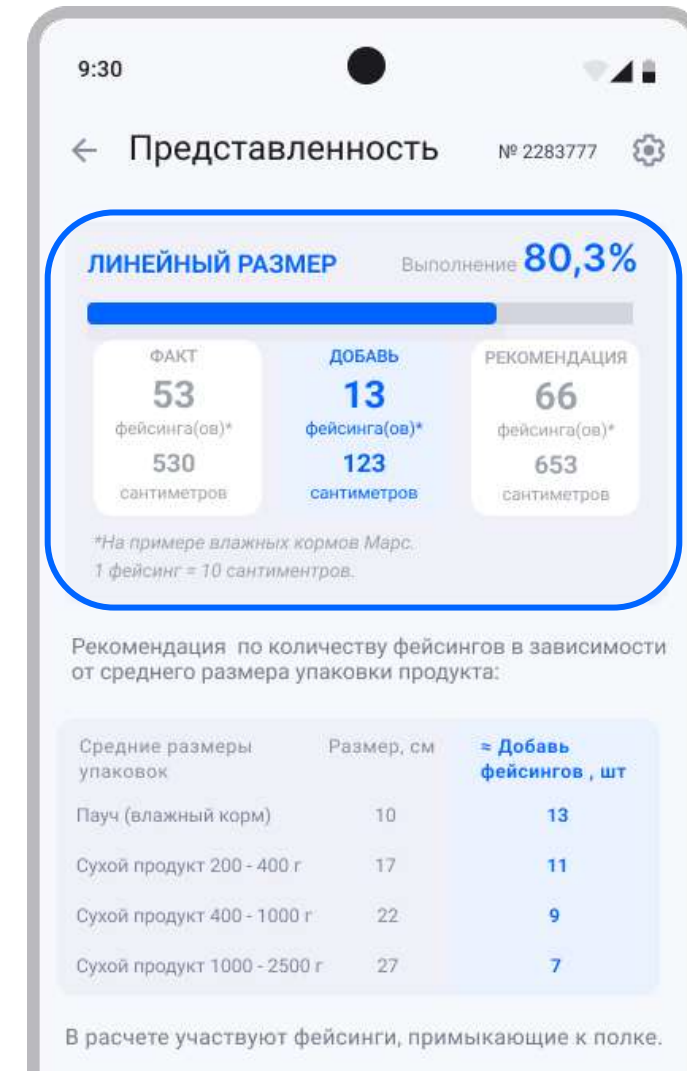 9:30
Представленность № 2283777
ЛИНЕЙНЫЙ РАЗМЕР Выполнение 80,3%
ФАКТ ДОБАВЬ РЕКОМЕНДАЦИЯ
53 13 66
фейсинга(ов)* фейсинга(ов)* фейсинга(ов)*
530 123 653
сантиметров сантиметров сантиметров
*На примере влажных кормов Марс.
1 фейсинг = 10 сантиментров.
Рекомендация по количеству фейсингов в зависимости
от среднего размера упаковки продукта:
Средние размеры Размер, см ≈ Добавь
упаковок фейсингов , шт
Пауч (влажный корм) 10 13
Сухой продукт 200 - 400 г 17 11
Сухой продукт 400 - 1000 г 22 9
Сухой продукт 1000 - 2500 г 27 7
В расчете участвуют фейсинги, примыкающие к полке.